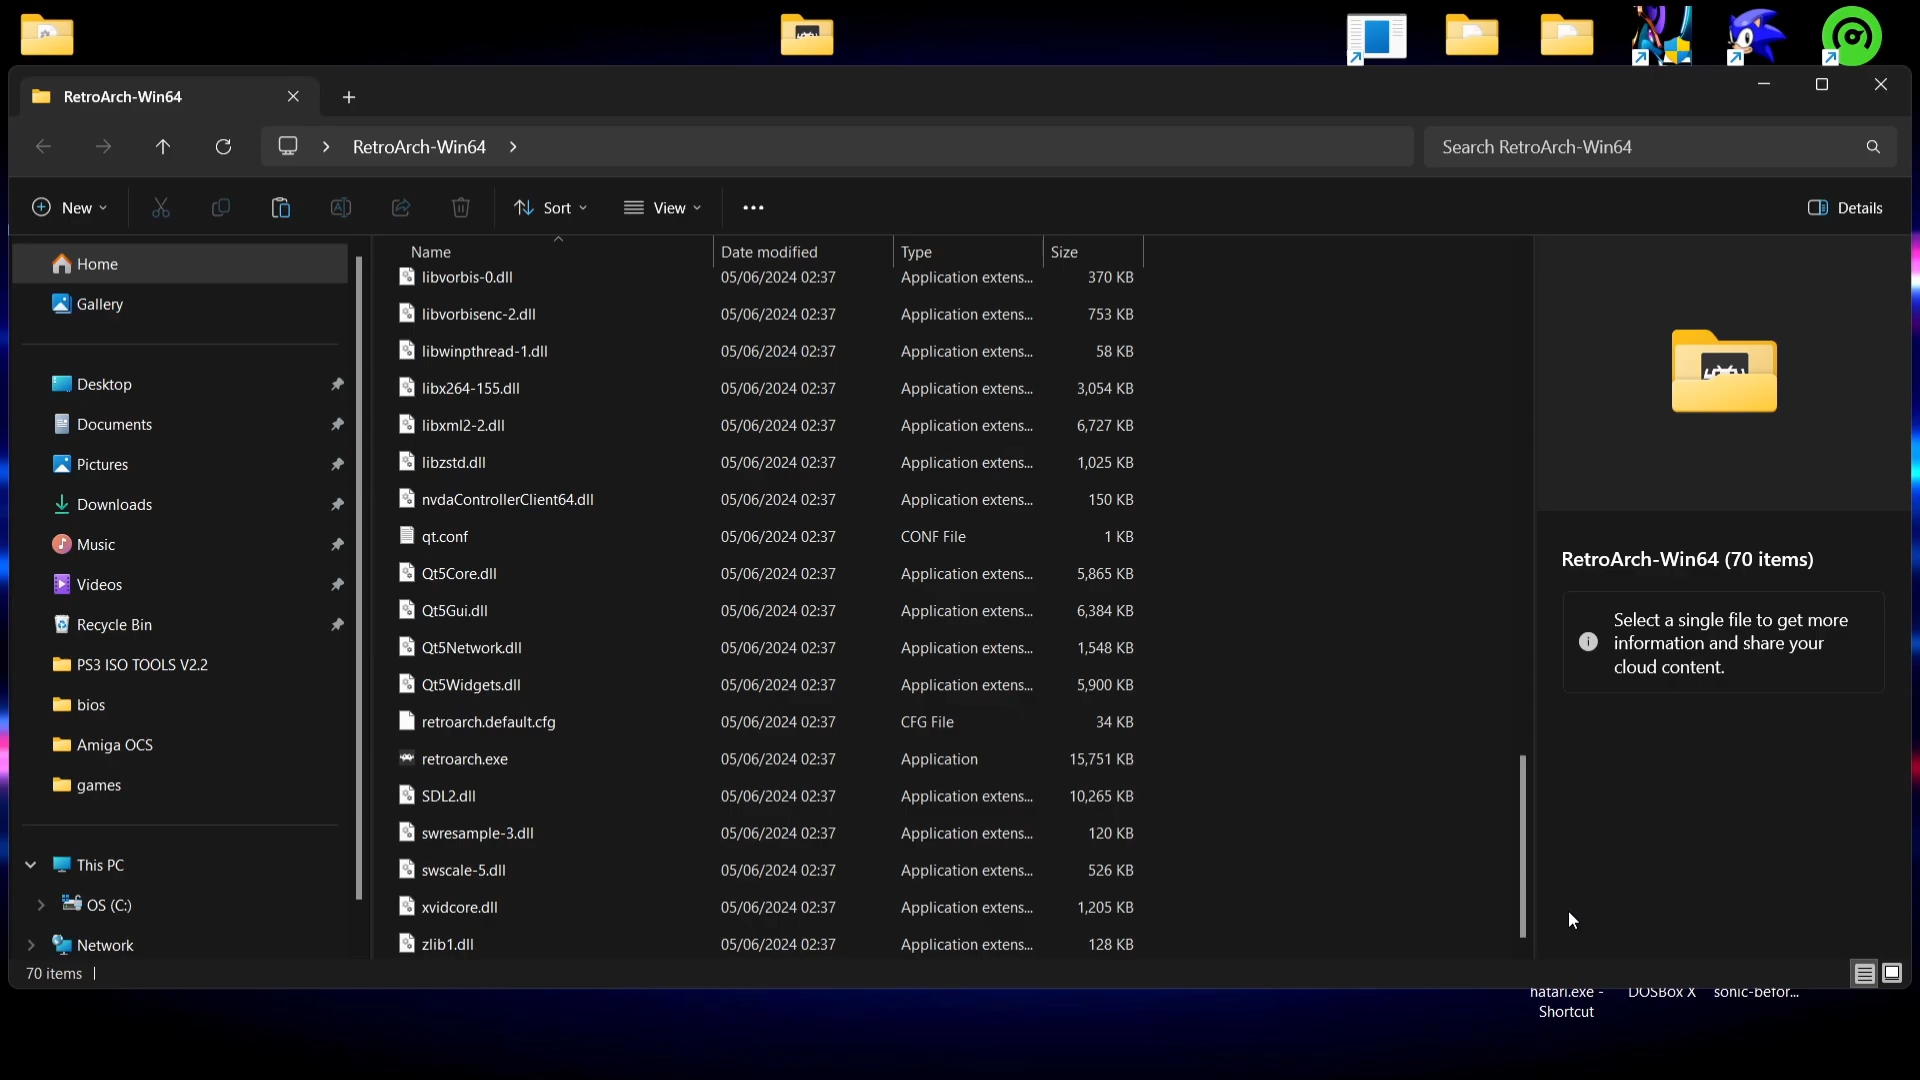 RetroArch-Win64
RetroArch-Win64
Search RetroArch-Win64
New
Sort
View
Details
Home
Gallery
Desktop
Documents
Pictures
Downloads
Music
Videos
Recycle Bin
PS3 ISO TOOLS V2.2
bios
Amiga OCS
games
This PC
OS (C:)
Network
Name Date modified Type Size
libvorbis-0.dll 05/06/2024 02:37 Application extens... 370 KB
libvorbisenc-2.dll 05/06/2024 02:37 Application extens... 753 KB
libwinpthread-1.dll 05/06/2024 02:37 Application extens... 58 KB
libx264-155.dll 05/06/2024 02:37 Application extens... 3,054 KB
libxml2-2.dll 05/06/2024 02:37 Application extens... 6,727 KB
libzstd.dll 05/06/2024 02:37 Application extens... 1,025 KB
nvdaControllerClient64.dll 05/06/2024 02:37 Application extens... 150 KB
qt.conf 05/06/2024 02:37 CONF File 1 KB
Qt5Core.dll 05/06/2024 02:37 Application extens... 5,865 KB
Qt5Gui.dll 05/06/2024 02:37 Application extens... 6,384 KB
Qt5Network.dll 05/06/2024 02:37 Application extens... 1,548 KB
Qt5Widgets.dll 05/06/2024 02:37 Application extens... 5,900 KB
retroarch.default.cfg 05/06/2024 02:37 CFG File 34 KB
retroarch.exe 05/06/2024 02:37 Application 15,751 KB
SDL2.dll 05/06/2024 02:37 Application extens... 10,265 KB
swresample-3.dll 05/06/2024 02:37 Application extens... 120 KB
swscale-5.dll 05/06/2024 02:37 Application extens... 526 KB
xvidcore.dll 05/06/2024 02:37 Application extens... 1,205 KB
zlib1.dll 05/06/2024 02:37 Application extens... 128 KB
RetroArch-Win64 (70 items)
Select a single file to get more
information and share your
cloud content.
70 items
hatari.exe -
Shortcut
DOSBox X
sonic-befor...